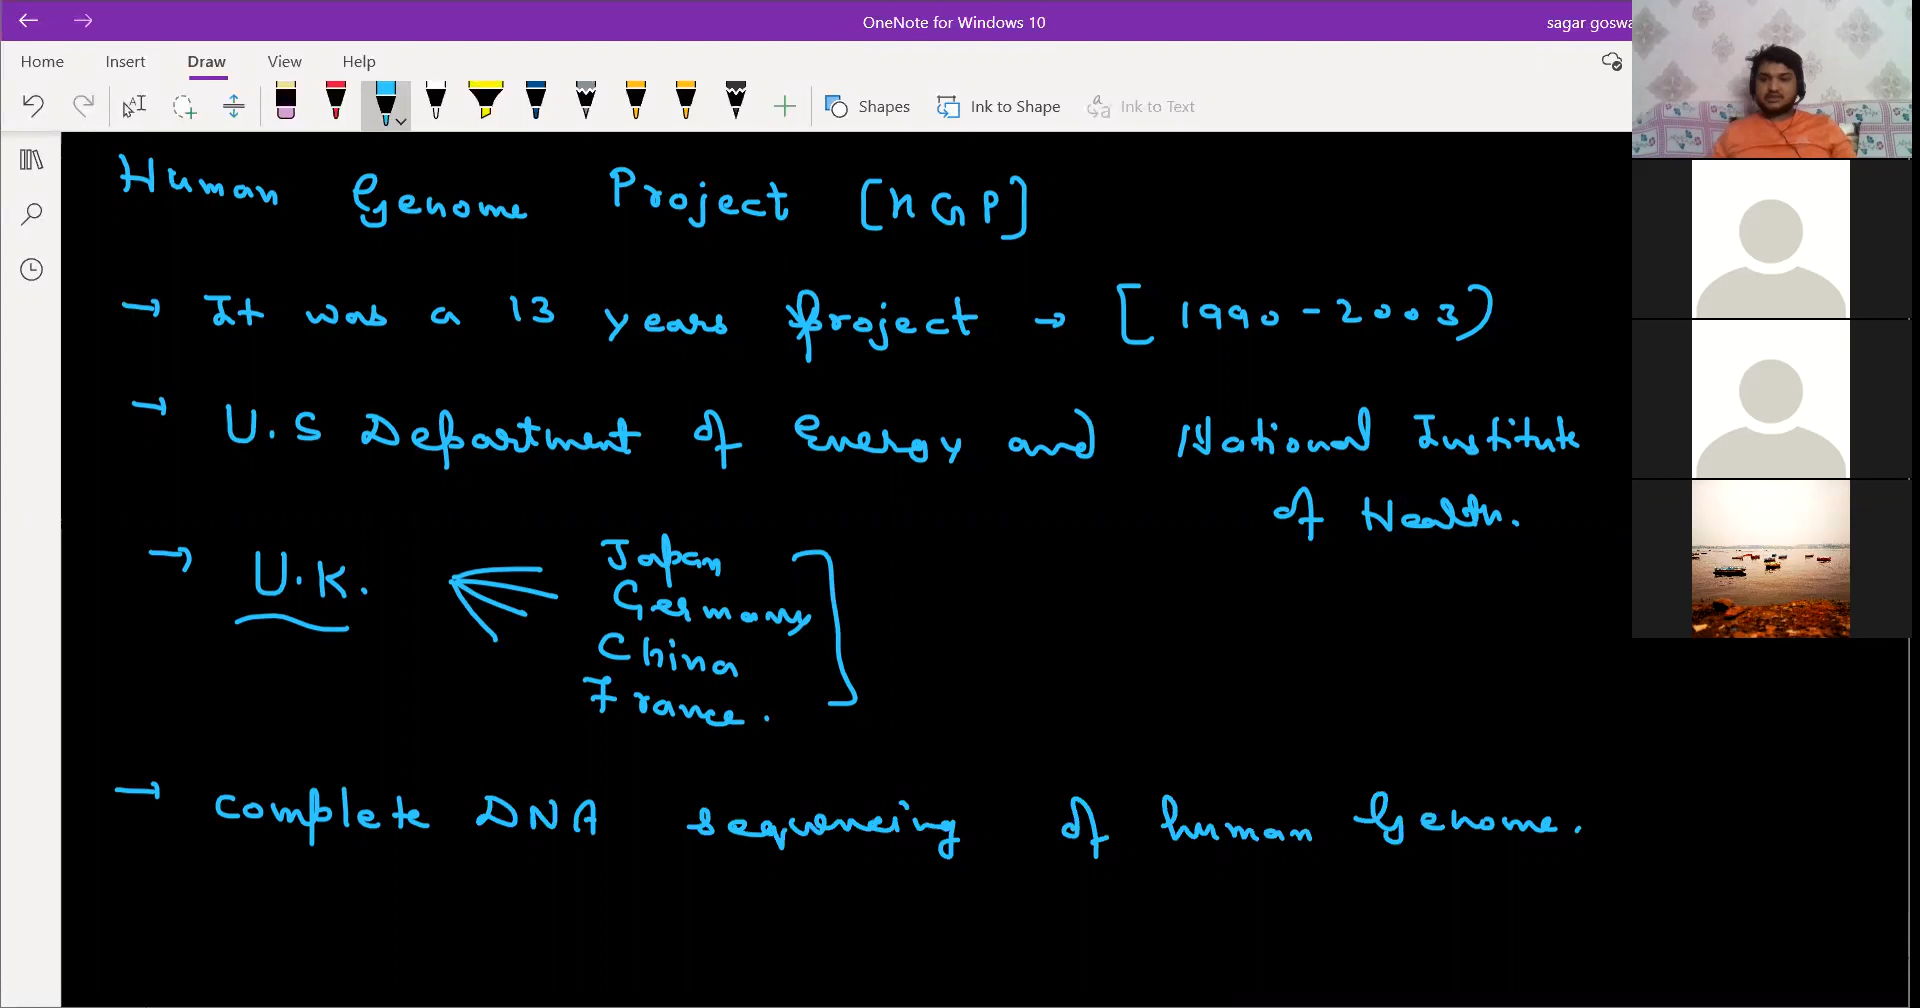 OneNote for Windows 10
sagar goswa
Home Insert Draw View Help
Shapes Ink to Shape Ink to Text
Human Genome Project [HGP]
→ It was a 13 years project → [1990-2003)
→ U.S Department of Energy and National Institute
of Health.
→ U.K. Japan
Germany
China
France.
→ Complete DNA sequencing of human Genome.